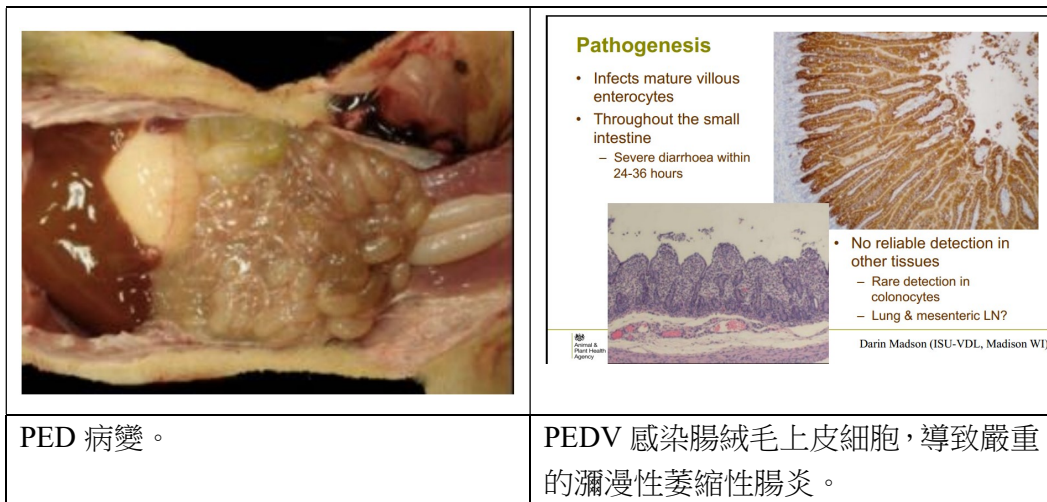 Pathogenesis
• Infects mature villous
enterocytes
• Throughout the small
intestine
– Severe diarrhoea within
24-36 hours
• No reliable detection in
other tissues
– Rare detection in
colonocytes
– Lung & mesenteric LN?
Animal &
Plant Health
Agency
Darin Madson (ISU-VDL, Madison WI)
PED 病變。
PEDV 感染腸絨毛上皮細胞，導致嚴重
的瀰漫性萎縮性腸炎。